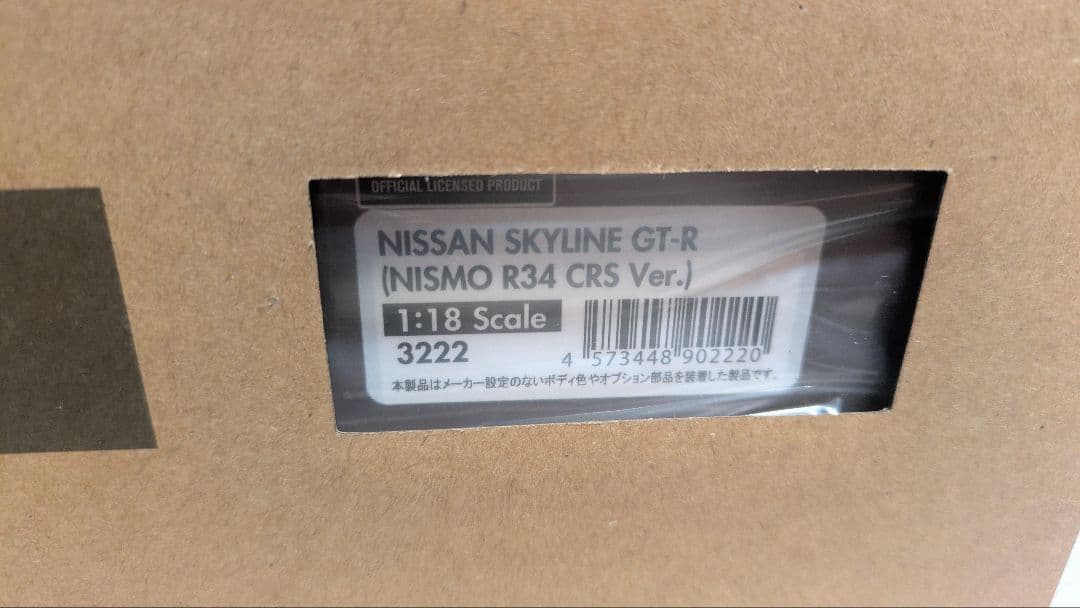 OFFICIAL LICENSED PRODUCT
NISSAN SKYLINE GT-R
(NISMO R34 CRS Ver.)
1:18 Scale
3222
4 573448 902220
本製品はメーカー設定のないボディ色やオプション部品を装着した製品です。